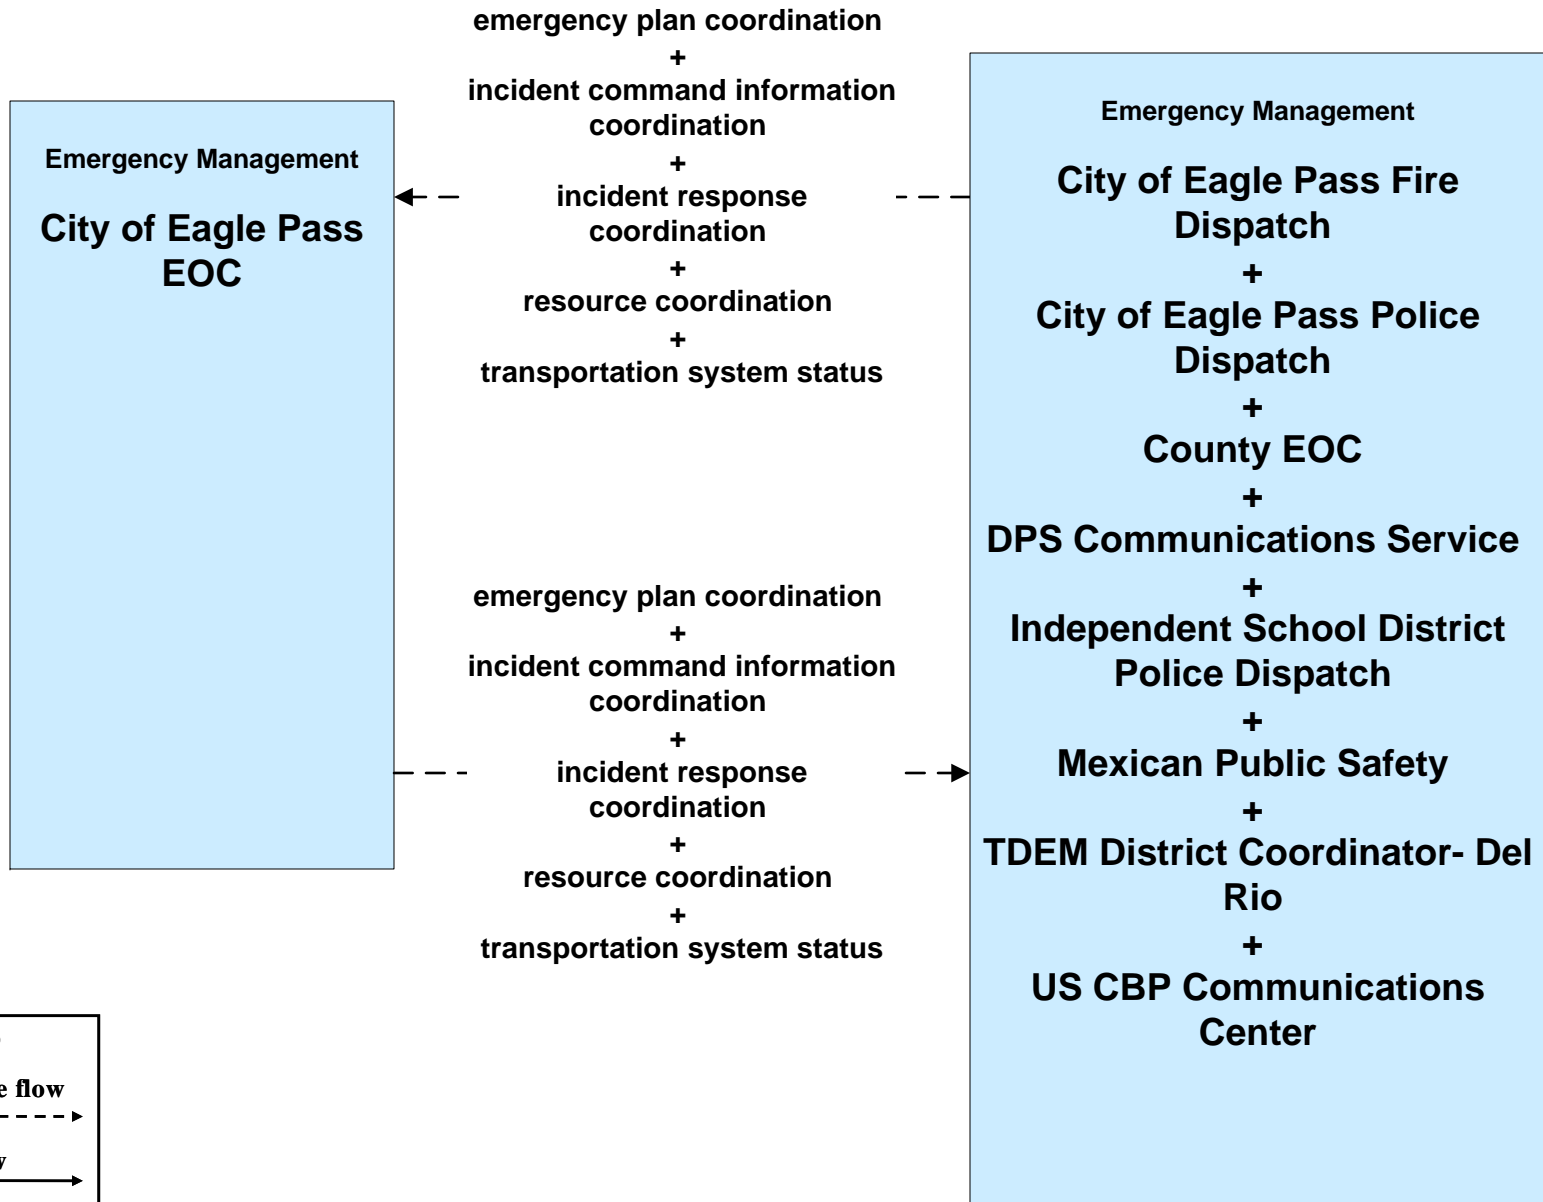 emergency plan coordination
+
incident command information
coordination
+
incident response
coordination
+
resource coordination
+
transportation system status
Emergency Management
City of Eagle Pass
EOC
Emergency Management
City of Eagle Pass Fire
Dispatch
+
City of Eagle Pass Police
Dispatch
+
County EOC
+
DPS Communications Service
+
Independent School District
Police Dispatch
+
Mexican Public Safety
+
TDEM District Coordinator- Del
Rio
+
US CBP Communications
Center
emergency plan coordination
+
incident command information
coordination
+
incident response
coordination
+
resource coordination
+
transportation system status
flow